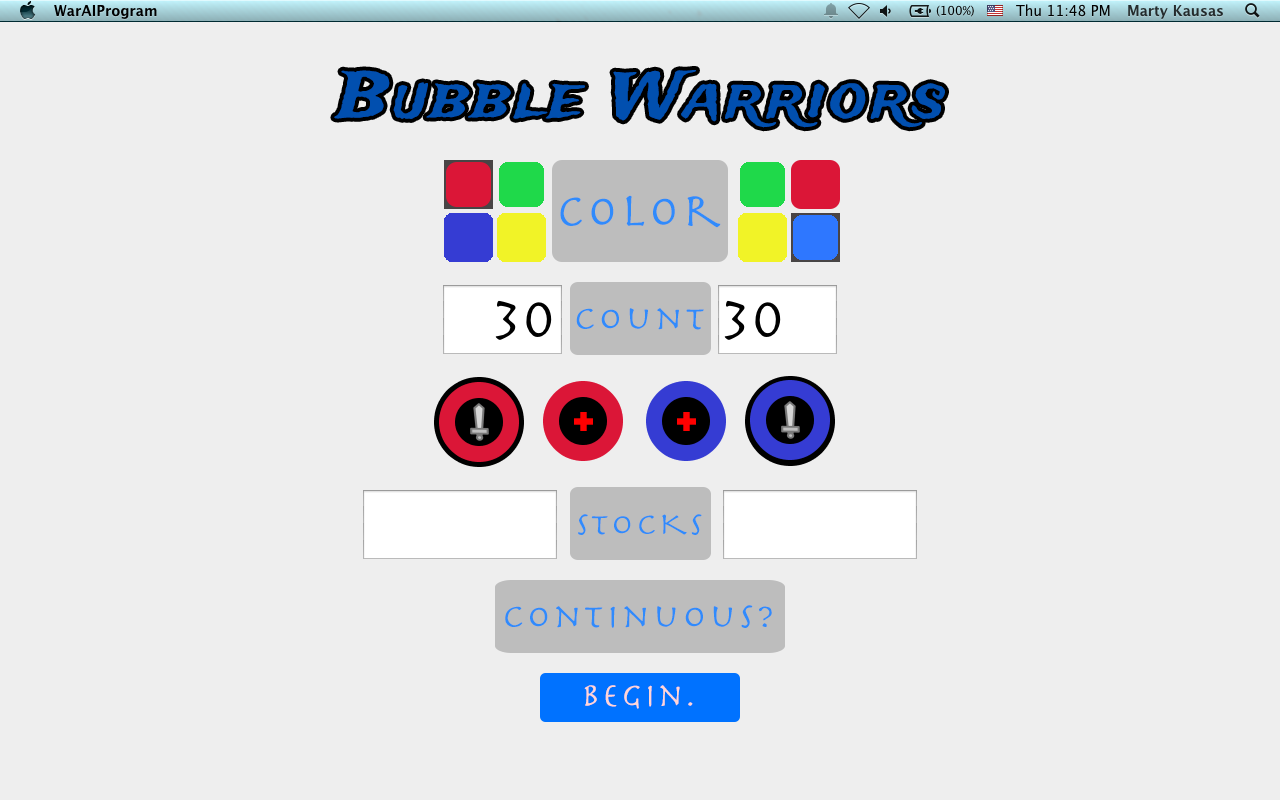 WarAIProgram (100%) Thu 11:48 PM Marty Kausas
Bubble Warriors
COLOR
30 COUNT 30
STOCKS
CONTINUOUS?
BEGIN.